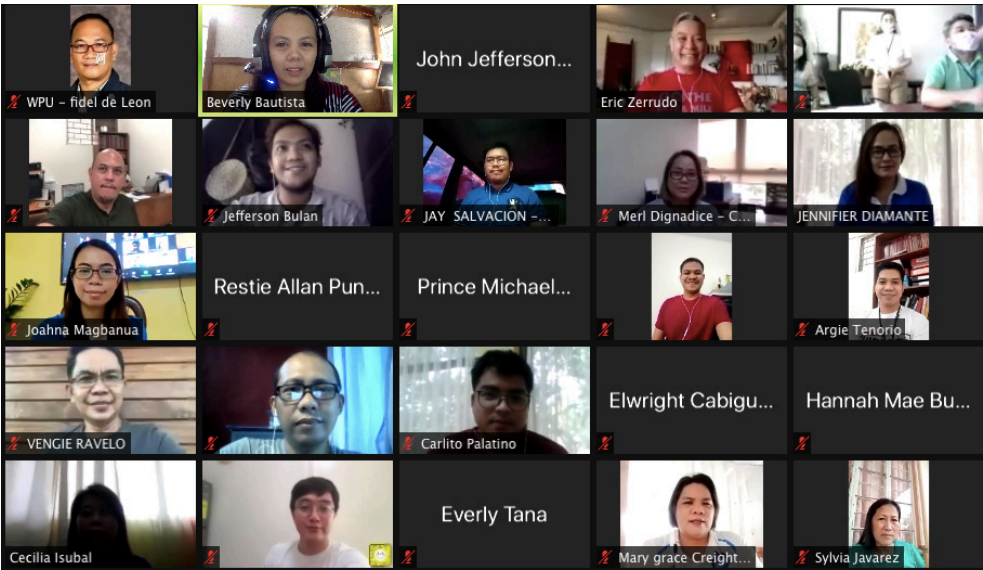 WPU - fidel de Leon
Beverly Bautista
John Jefferson...
Eric Zerrudo
THE
Jefferson Bulan
JAY SALVACION -...
Merl Dignadice - C...
JENNIFIER DIAMANTE
Joahna Magbanua
Restie Allan Pun...
Prince Michael...
Argie Tenorio
VENGIE RAVELO
Carlito Palatino
Elwright Cabigu...
Hannah Mae Bu...
Cecilia Isubal
Everly Tana
Mary grace Creight...
Sylvia Javarez